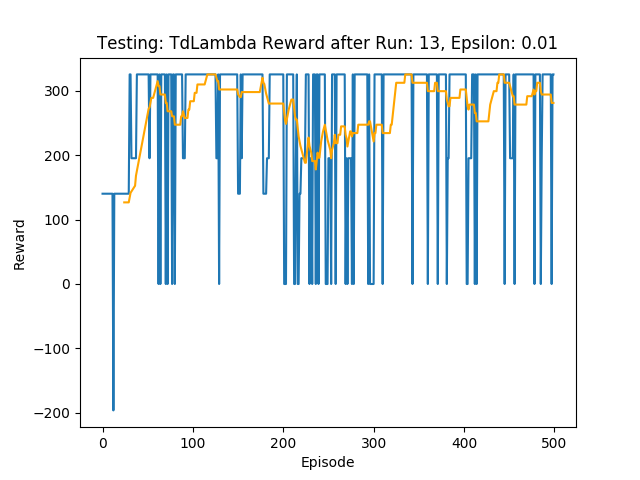 Testing: TdLambda Reward after Run: 13, Epsilon: 0.01
Reward
300
200
100
0
−100
−200
0 100 200 300 400 500
Episode